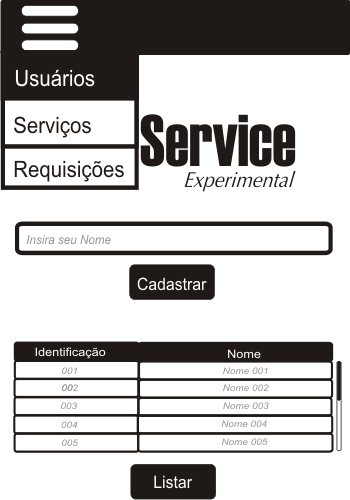 Usuários
Serviços
Requisições
Service
Experimental
Insira seu Nome
Cadastrar
Identificação Nome
001 Nome 001
002 Nome 002
003 Nome 003
004 Nome 004
005 Nome 005
Listar